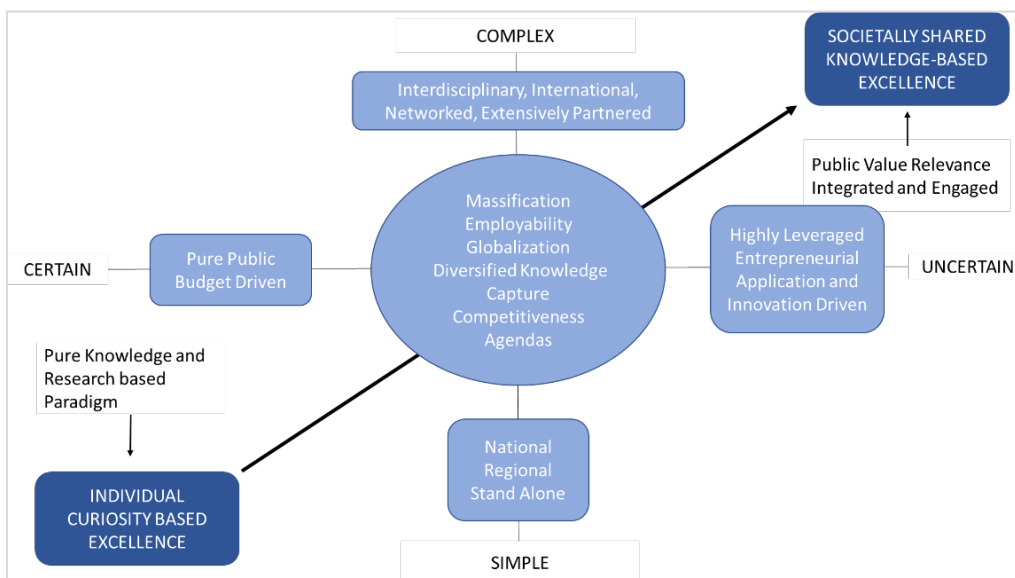 COMPLEX
Interdisciplinary, International,
Networked, Extensively Partnered
SOCIETALLY SHARED
KNOWLEDGE-BASED
EXCELLENCE
Public Value Relevance
Integrated and Engaged
Massification
Employability
Globalization
Diversified Knowledge
Capture
Competitiveness
Agendas
CERTAIN
Pure Public
Budget Driven
Highly Leveraged
Entrepreneurial
Application and
Innovation Driven
UNCERTAIN
Pure Knowledge and
Research based
Paradigm
INDIVIDUAL
CURIOSITY BASED
EXCELLENCE
National
Regional
Stand Alone
SIMPLE